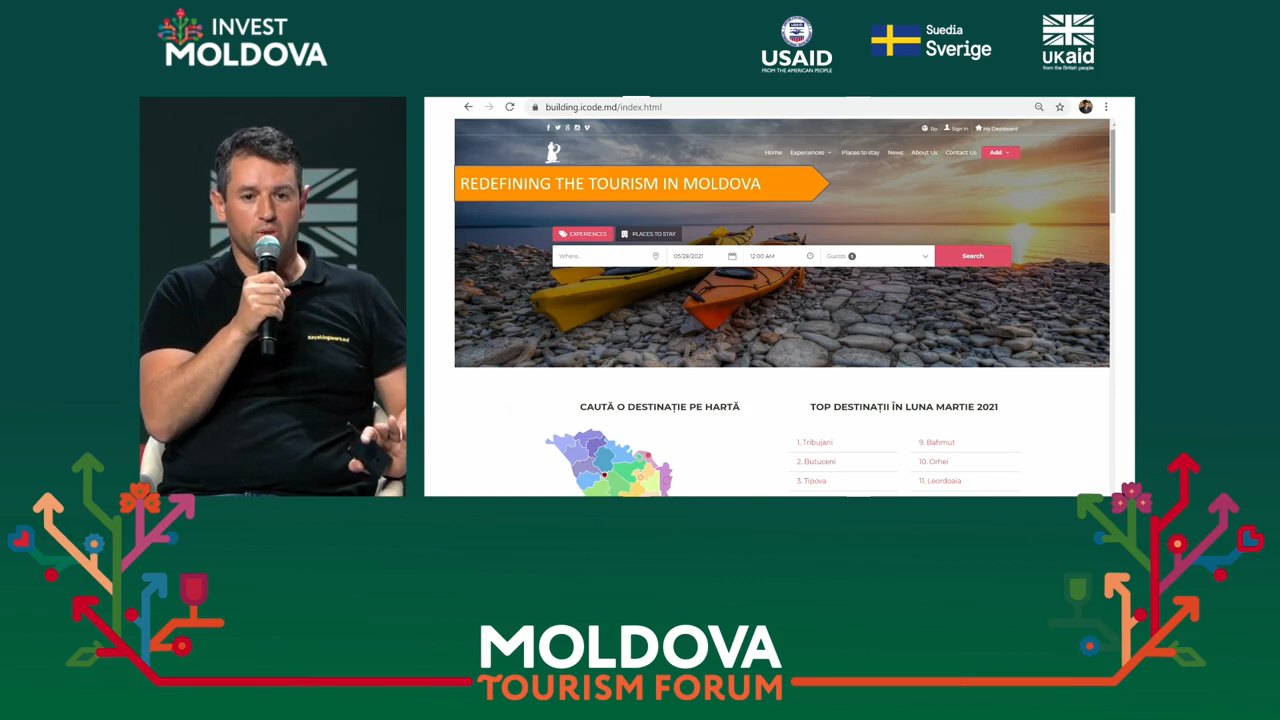 INVEST
MOLDOVA
USAID
FROM THE AMERICAN PEOPLE
Suedia
Sverige
UKaid
from the British people
building.icode.md/index.html
Ro Sign In My Dashboard
Home Experiences Places to stay News About Us Contact Us Add
REDEFINING THE TOURISM IN MOLDOVA
EXPERIENCES PLACES TO STAY
Where... 05/28/2021 12:00 AM Guests 1 Search
CAUTĂ O DESTINAȚIE PE HARTĂ
TOP DESTINAȚII ÎN LUNA MARTIE 2021
1. Tribujani 9. Bahmut
2. Butuceni 10. Orhei
3. Tipova 11. Leordoaia
MOLDOVA
TOURISM FORUM